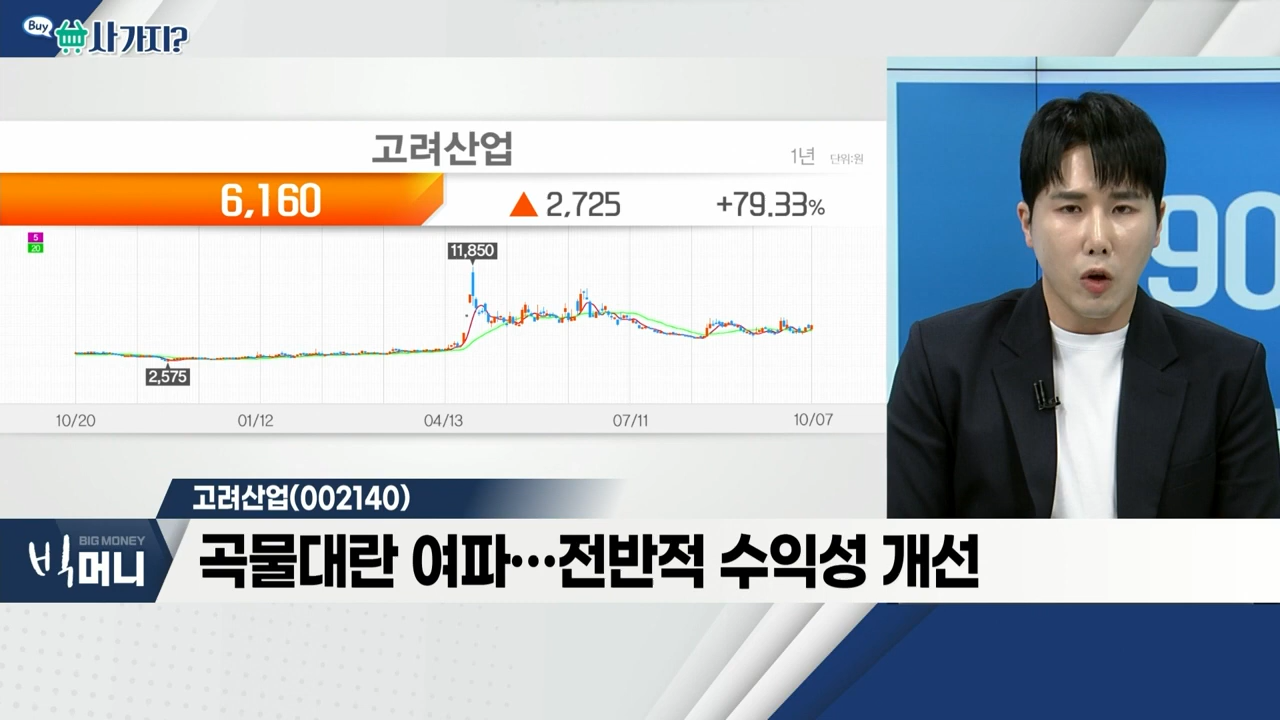 Buy
사가지?
고려산업
1년 단위:원
6,160 ▲ 2,725 +79.33%
5
20
11,850
2,575
10/20 01/12 04/13 07/11 10/07
90
고려산업(002140)
BIG MONEY
빅머니
곡물대란 여파…전반적 수익성 개선